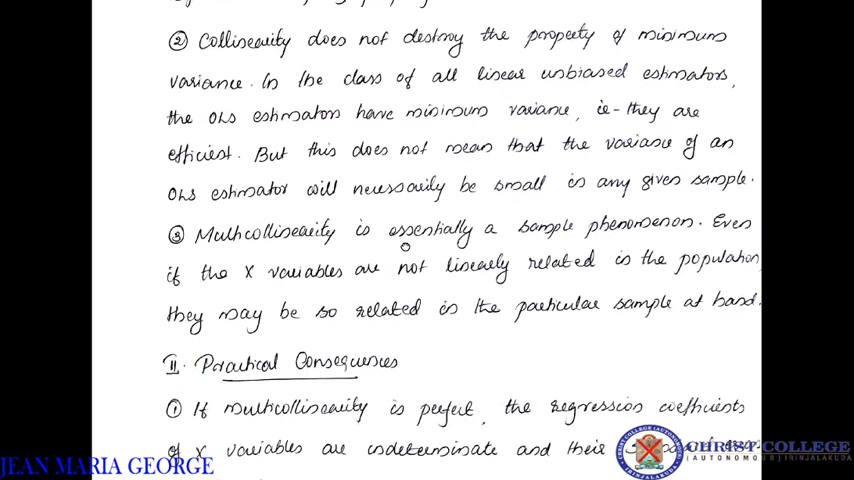 ② Collinearity does not destroy the property of minimum
variance. In the class of all linear unbiased estimators,
the OLS estimators have minimum variance, ie- they are
efficient. But this does not mean that the variance of an
OLS estimator will necessarily be small in any given sample.
③ Multicollinearity is essentially a sample phenomenon. Even
if the X variables are not linearly related in the population,
they may be so related in the particular sample at hand.
II. Practical Consequences
① If multicollinearity is perfect, the regression coefficients
of X variables are indeterminate and their
CHRIST COLLEGE
(AUTONOMOUS) IRINJALAKUDA
JEAN MARIA GEORGE